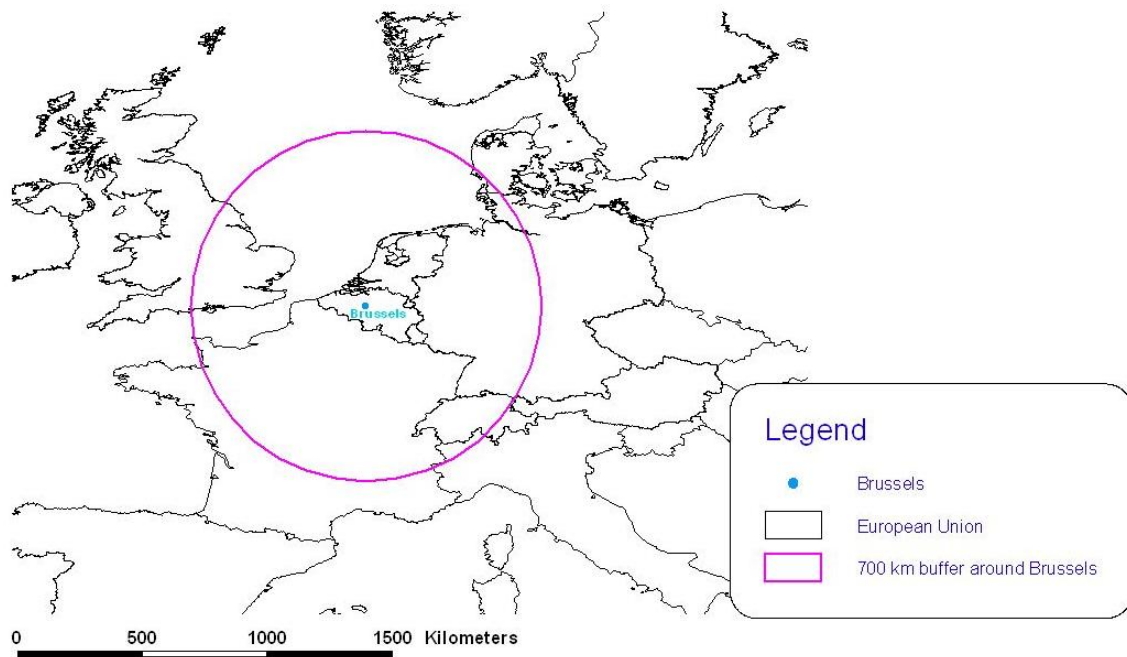 Brussels
Legend
Brussels
European Union
700 km buffer around Brussels
0 500 1000 1500 Kilometers